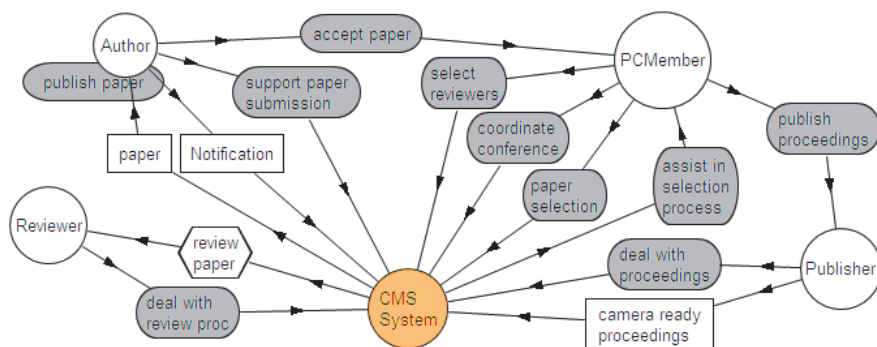 accept paper
Author
PCMember
publish paper
support paper
submission
select
reviewers
publish
proceedings
coordinate
conference
paper
Notification
assist in
selection
process
paper
selection
Reviewer
review
paper
deal with
proceedings
Publisher
deal with
review proc
CMS
System
camera ready
proceedings